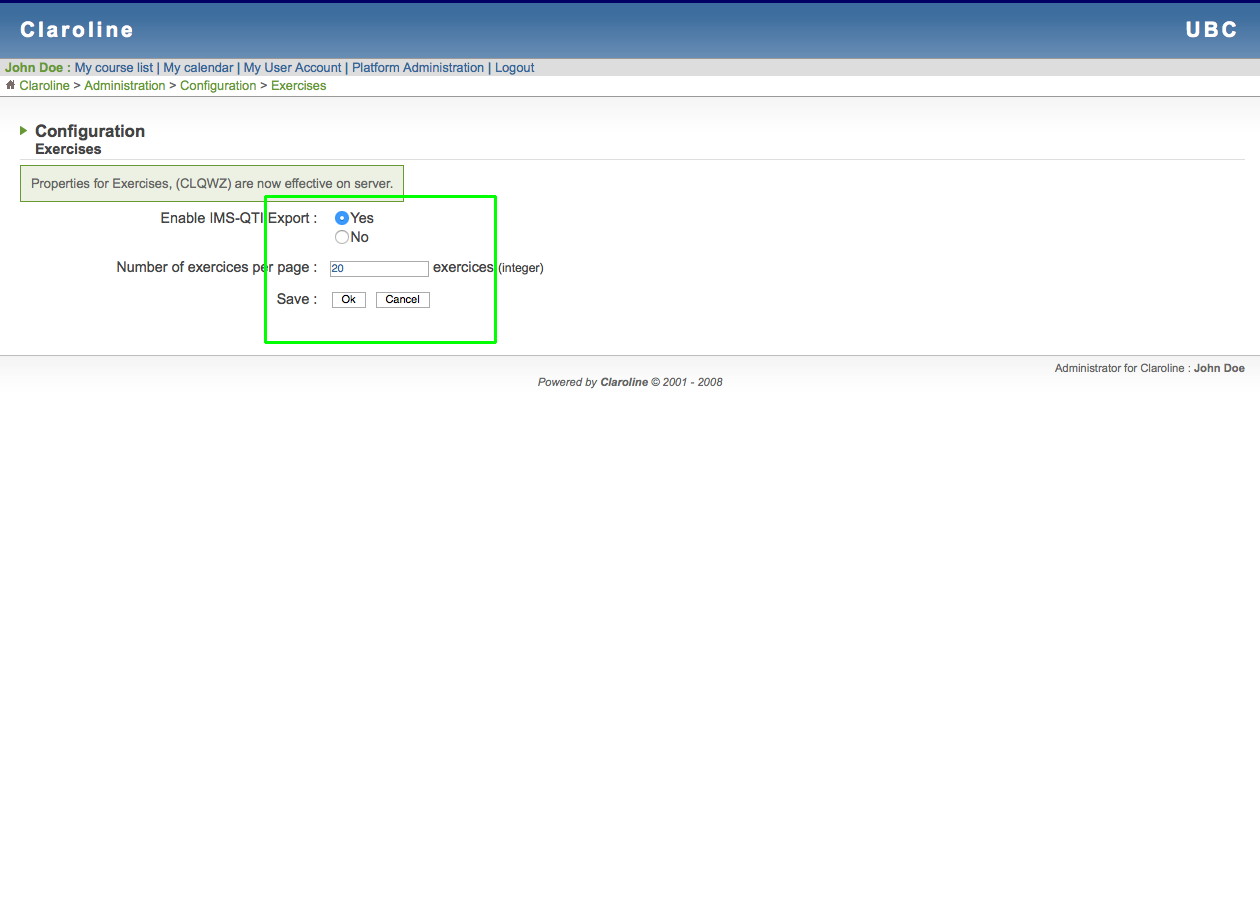 Claroline
UBC
John Doe : My course list | My calendar | My User Account | Platform Administration | Logout
Claroline > Administration > Configuration > Exercises
Configuration
Exercises
Properties for Exercises, (CLQWZ) are now effective on server.
Enable IMS-QTI Export : Yes
No
Number of exercices per page : 20 exercices (integer)
Save : Ok Cancel
Administrator for Claroline : John Doe
Powered by Claroline © 2001 - 2008